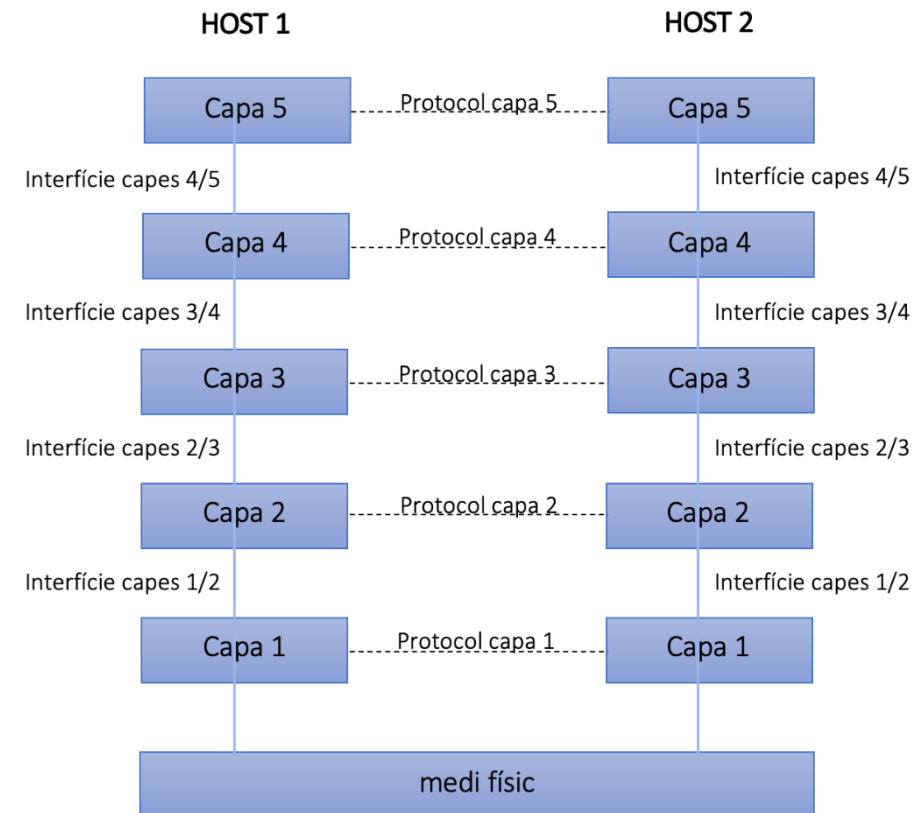 HOST 1 HOST 2
Capa 5 Protocol capa 5 Capa 5
Interfície capes 4/5 Interfície capes 4/5
Capa 4 Protocol capa 4 Capa 4
Interfície capes 3/4 Interfície capes 3/4
Capa 3 Protocol capa 3 Capa 3
Interfície capes 2/3 Interfície capes 2/3
Capa 2 Protocol capa 2 Capa 2
Interfície capes 1/2 Interfície capes 1/2
Capa 1 Protocol capa 1 Capa 1
medi físic